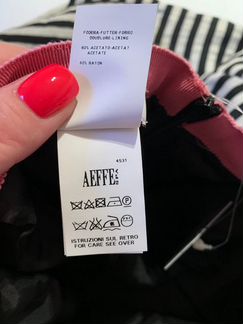 FODERA-FUTTER-FORRO
DOUBLURE-LINING
60% ACETATO-ACETAT
ACETATE
40% RAYON
4531
AEFFE SPA
ISTRUZIONI SUL RETRO
FOR CARE SEE OVER